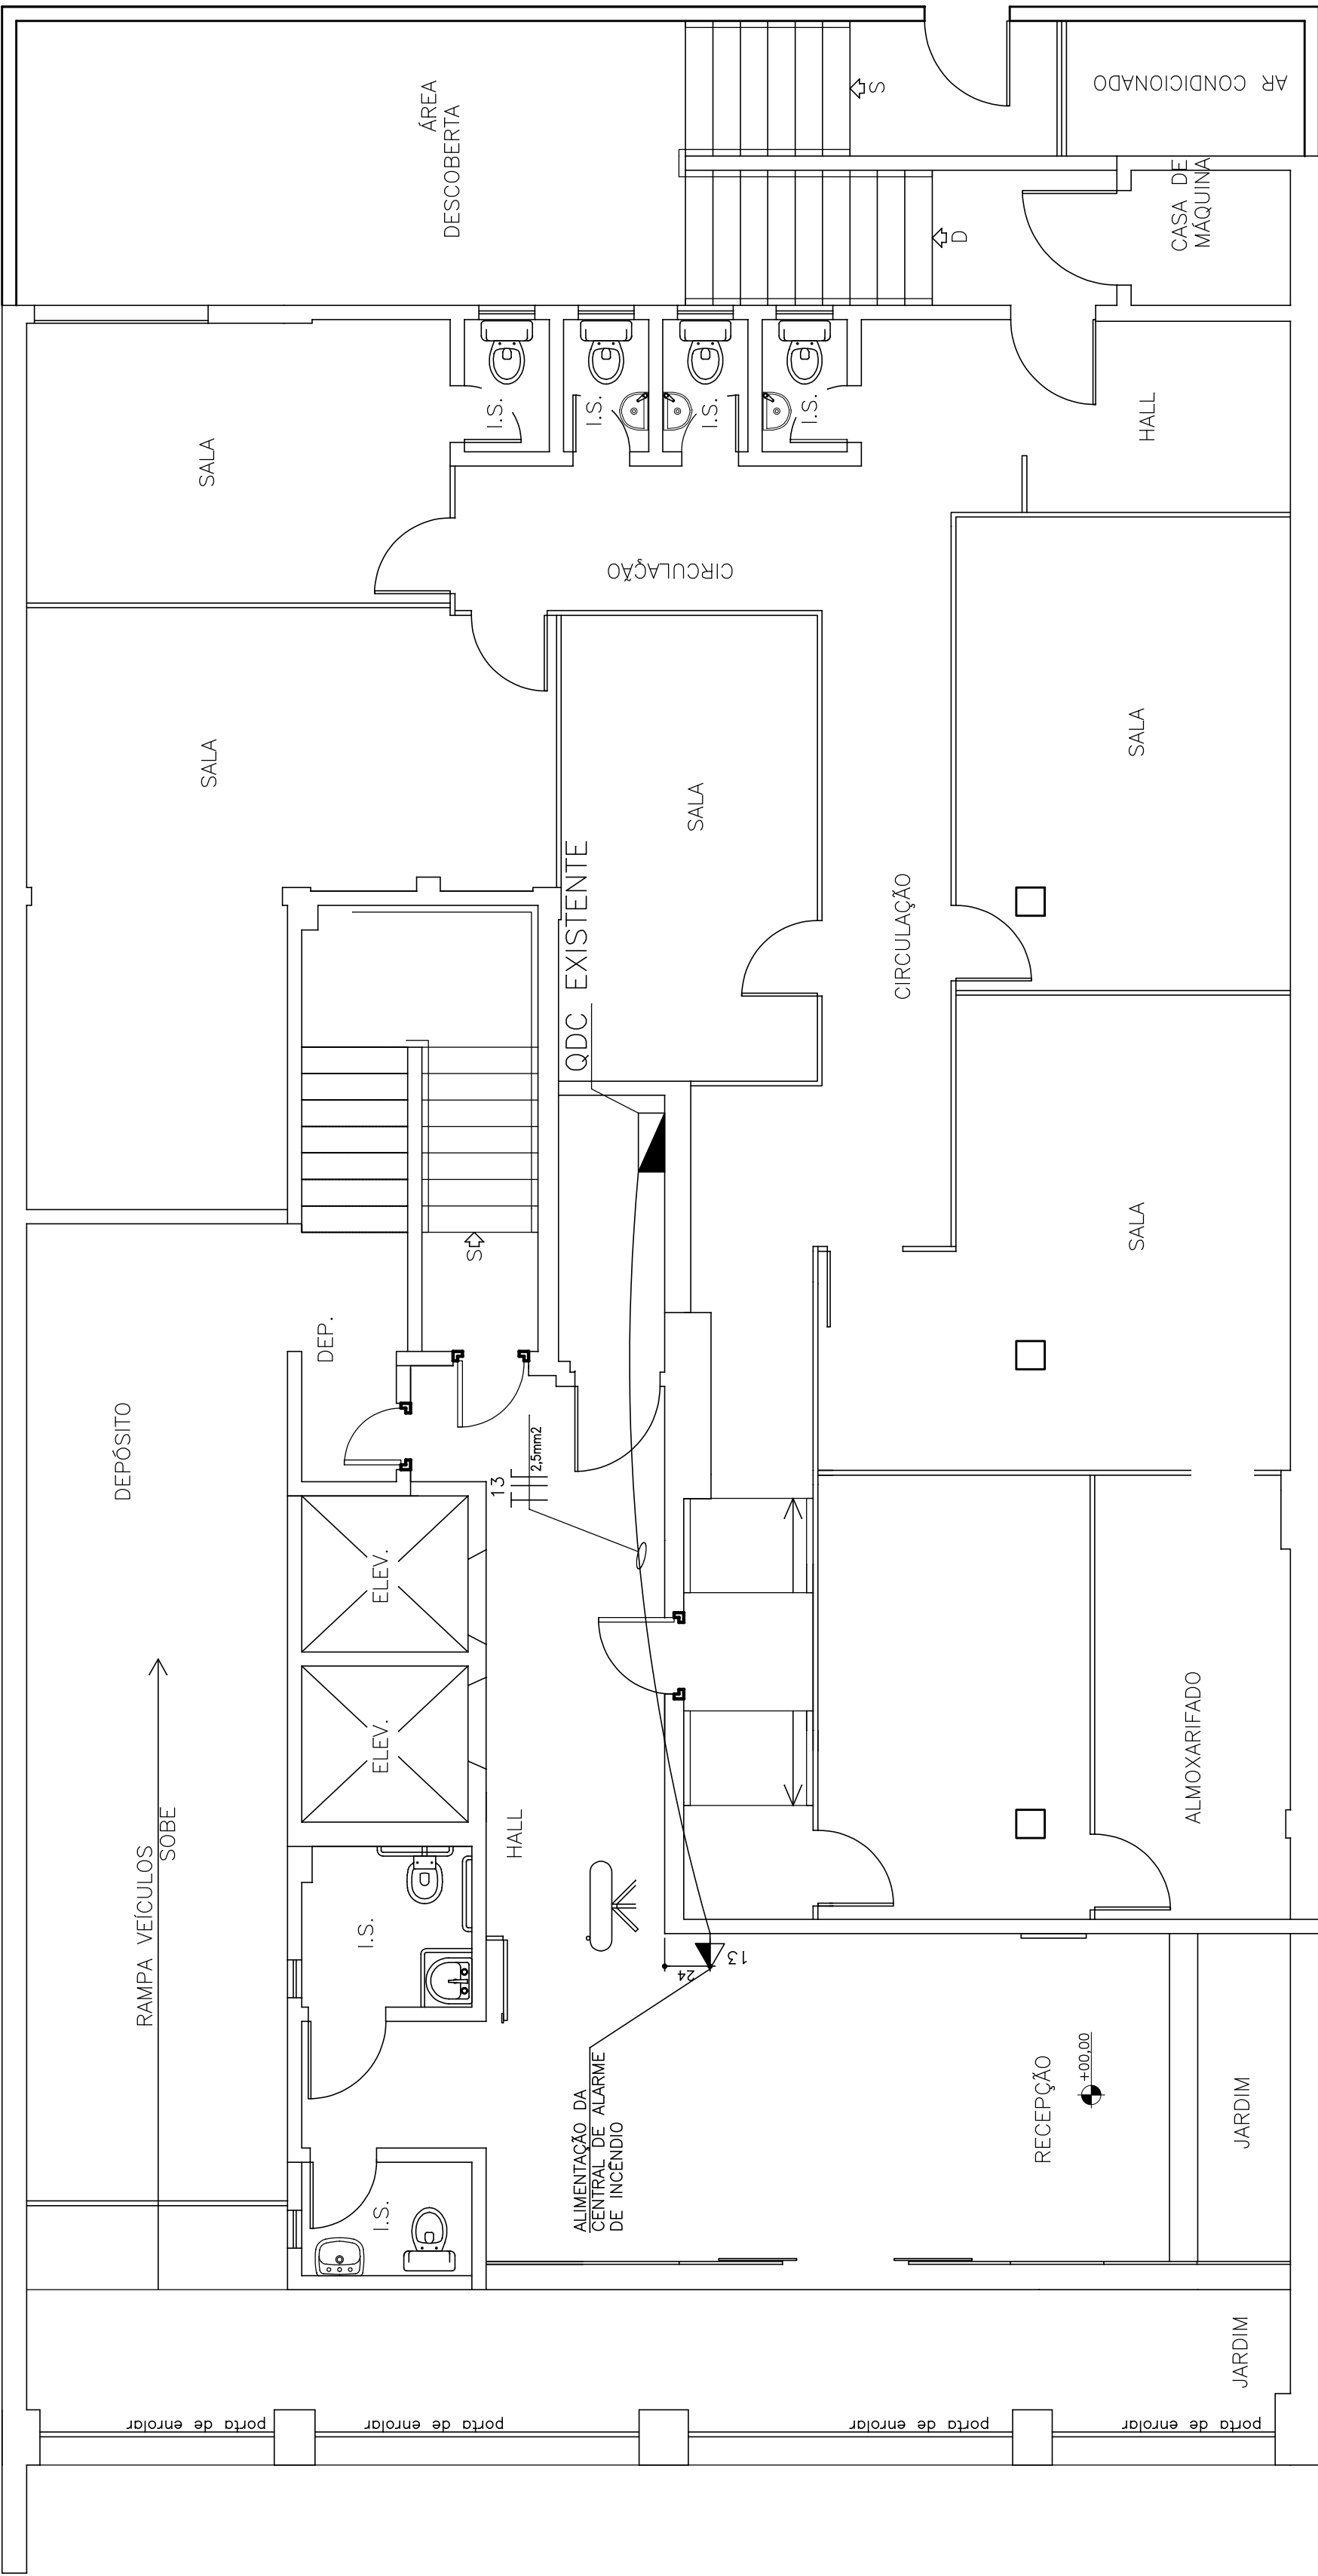 ÁREA
DESCOBERTA
S
AR CONDICIONADO
D
CASA DE
MÁQUINA
SALA
I.S.
I.S.
I.S.
I.S.
HALL
CIRCULAÇÃO
SALA
SALA
SALA
QDC EXISTENTE
CIRCULAÇÃO
S
SALA
DEP.
DEPÓSITO
13
2,5mm2
ELEV.
ELEV.
ALMOXARIFADO
RAMPA VEÍCULOS
SOBE
HALL
I.S.
24
13
ALIMENTAÇÃO DA
CENTRAL DE ALARME
DE INCÊNDIO
RECEPÇÃO
+00,00
JARDIM
I.S.
JARDIM
porta de enrolar
porta de enrolar
porta de enrolar
porta de enrolar